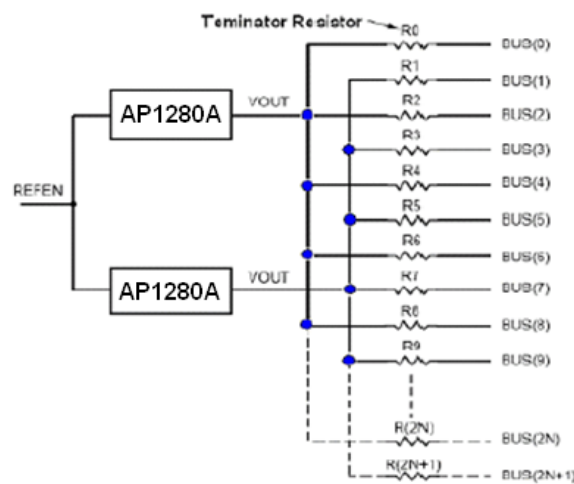 Teminator Resistor
R0
BUS(0)
R1
BUS(1)
AP1280A
VOUT
R2
BUS(2)
R3
BUS(3)
REFEN
R4
BUS(4)
R5
BUS(5)
R6
BUS(6)
AP1280A
VOUT
R7
BUS(7)
R8
BUS(8)
R9
BUS(9)
R(2N)
BUS(2N)
R(2N+1)
BUS(2N+1)